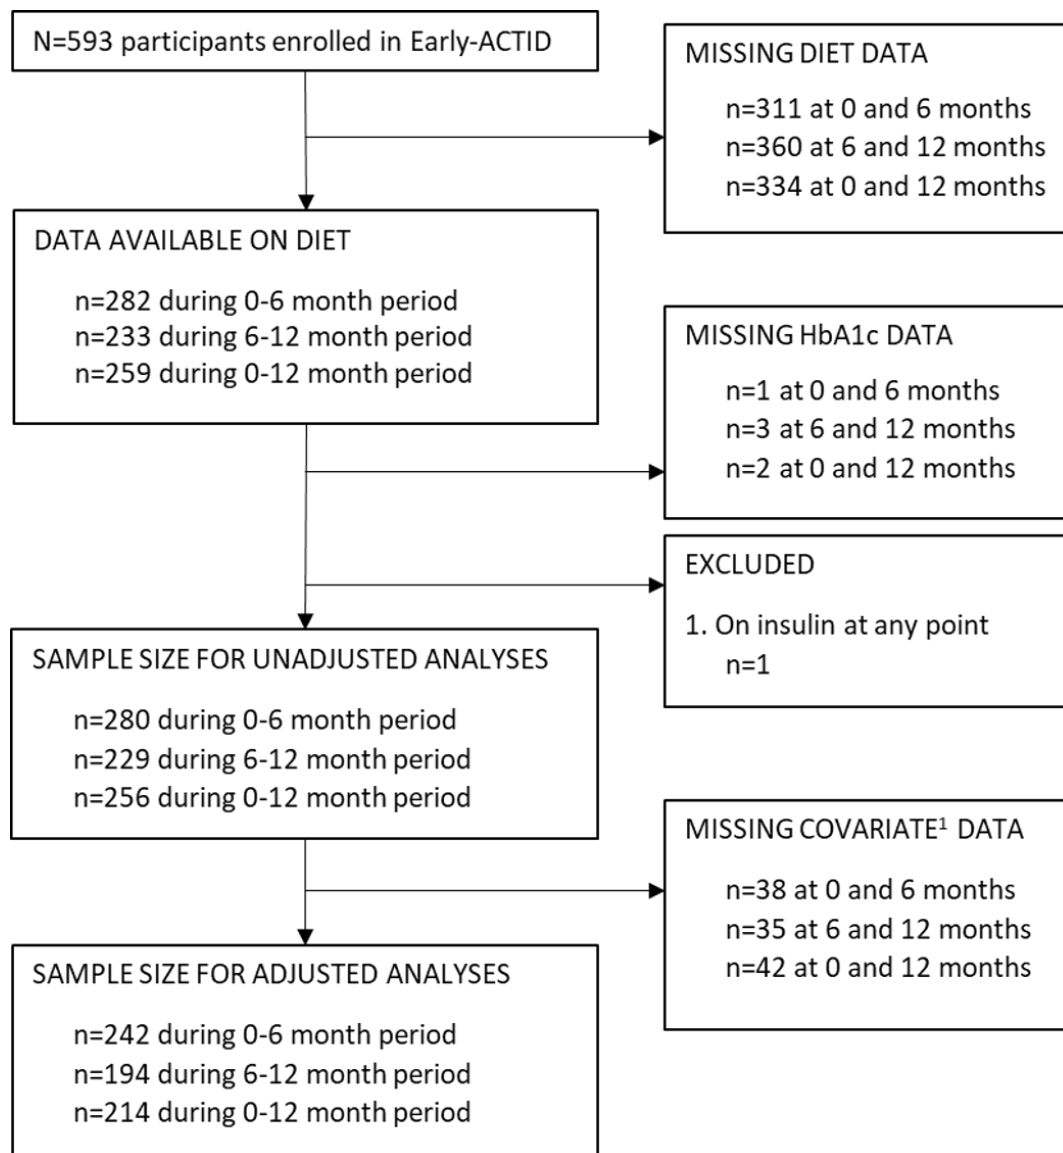 N=593 participants enrolled in Early-ACTID
MISSING DIET DATA
n=311 at 0 and 6 months
n=360 at 6 and 12 months
n=334 at 0 and 12 months
DATA AVAILABLE ON DIET
n=282 during 0-6 month period
n=233 during 6-12 month period
n=259 during 0-12 month period
MISSING HbA1c DATA
n=1 at 0 and 6 months
n=3 at 6 and 12 months
n=2 at 0 and 12 months
EXCLUDED
1. On insulin at any point
n=1
SAMPLE SIZE FOR UNADJUSTED ANALYSES
n=280 during 0-6 month period
n=229 during 6-12 month period
n=256 during 0-12 month period
MISSING COVARIATE¹ DATA
n=38 at 0 and 6 months
n=35 at 6 and 12 months
n=42 at 0 and 12 months
SAMPLE SIZE FOR ADJUSTED ANALYSES
n=242 during 0-6 month period
n=194 during 6-12 month period
n=214 during 0-12 month period